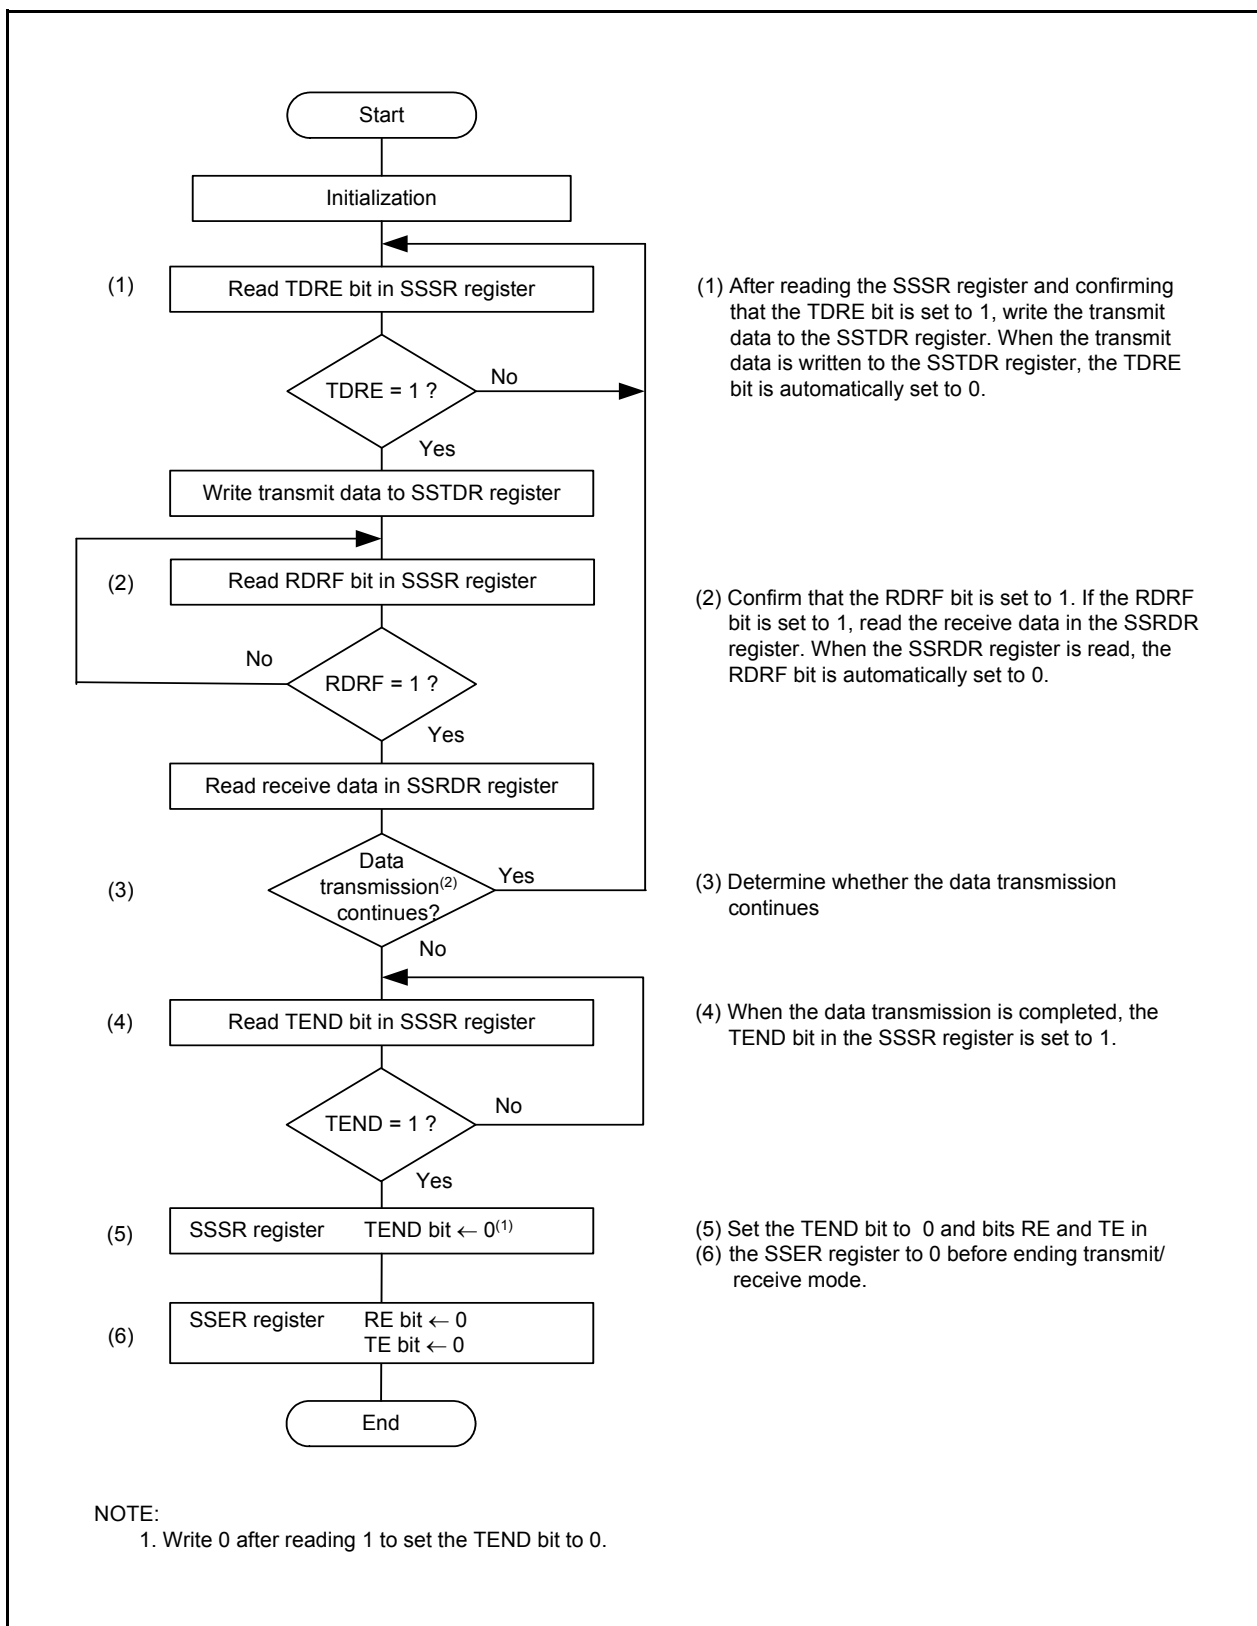 Start
Initialization
(1)
Read TDRE bit in SSSR register
TDRE = 1 ?
No
Yes
Write transmit data to SSTDR register
(2)
Read RDRF bit in SSSR register
No
RDRF = 1 ?
Yes
Read receive data in SSRDR register
(3)
Data
transmission(2)
continues?
Yes
No
(4)
Read TEND bit in SSSR register
TEND = 1 ?
No
Yes
(5)
SSSR register TEND bit ← 0(1)
(6)
SSER register RE bit ← 0
TE bit ← 0
End
(1) After reading the SSSR register and confirming
that the TDRE bit is set to 1, write the transmit
data to the SSTDR register. When the transmit
data is written to the SSTDR register, the TDRE
bit is automatically set to 0.
(2) Confirm that the RDRF bit is set to 1. If the RDRF
bit is set to 1, read the receive data in the SSRDR
register. When the SSRDR register is read, the
RDRF bit is automatically set to 0.
(3) Determine whether the data transmission
continues
(4) When the data transmission is completed, the
TEND bit in the SSSR register is set to 1.
(5) Set the TEND bit to 0 and bits RE and TE in
(6) the SSER register to 0 before ending transmit/
receive mode.
NOTE:
1. Write 0 after reading 1 to set the TEND bit to 0.